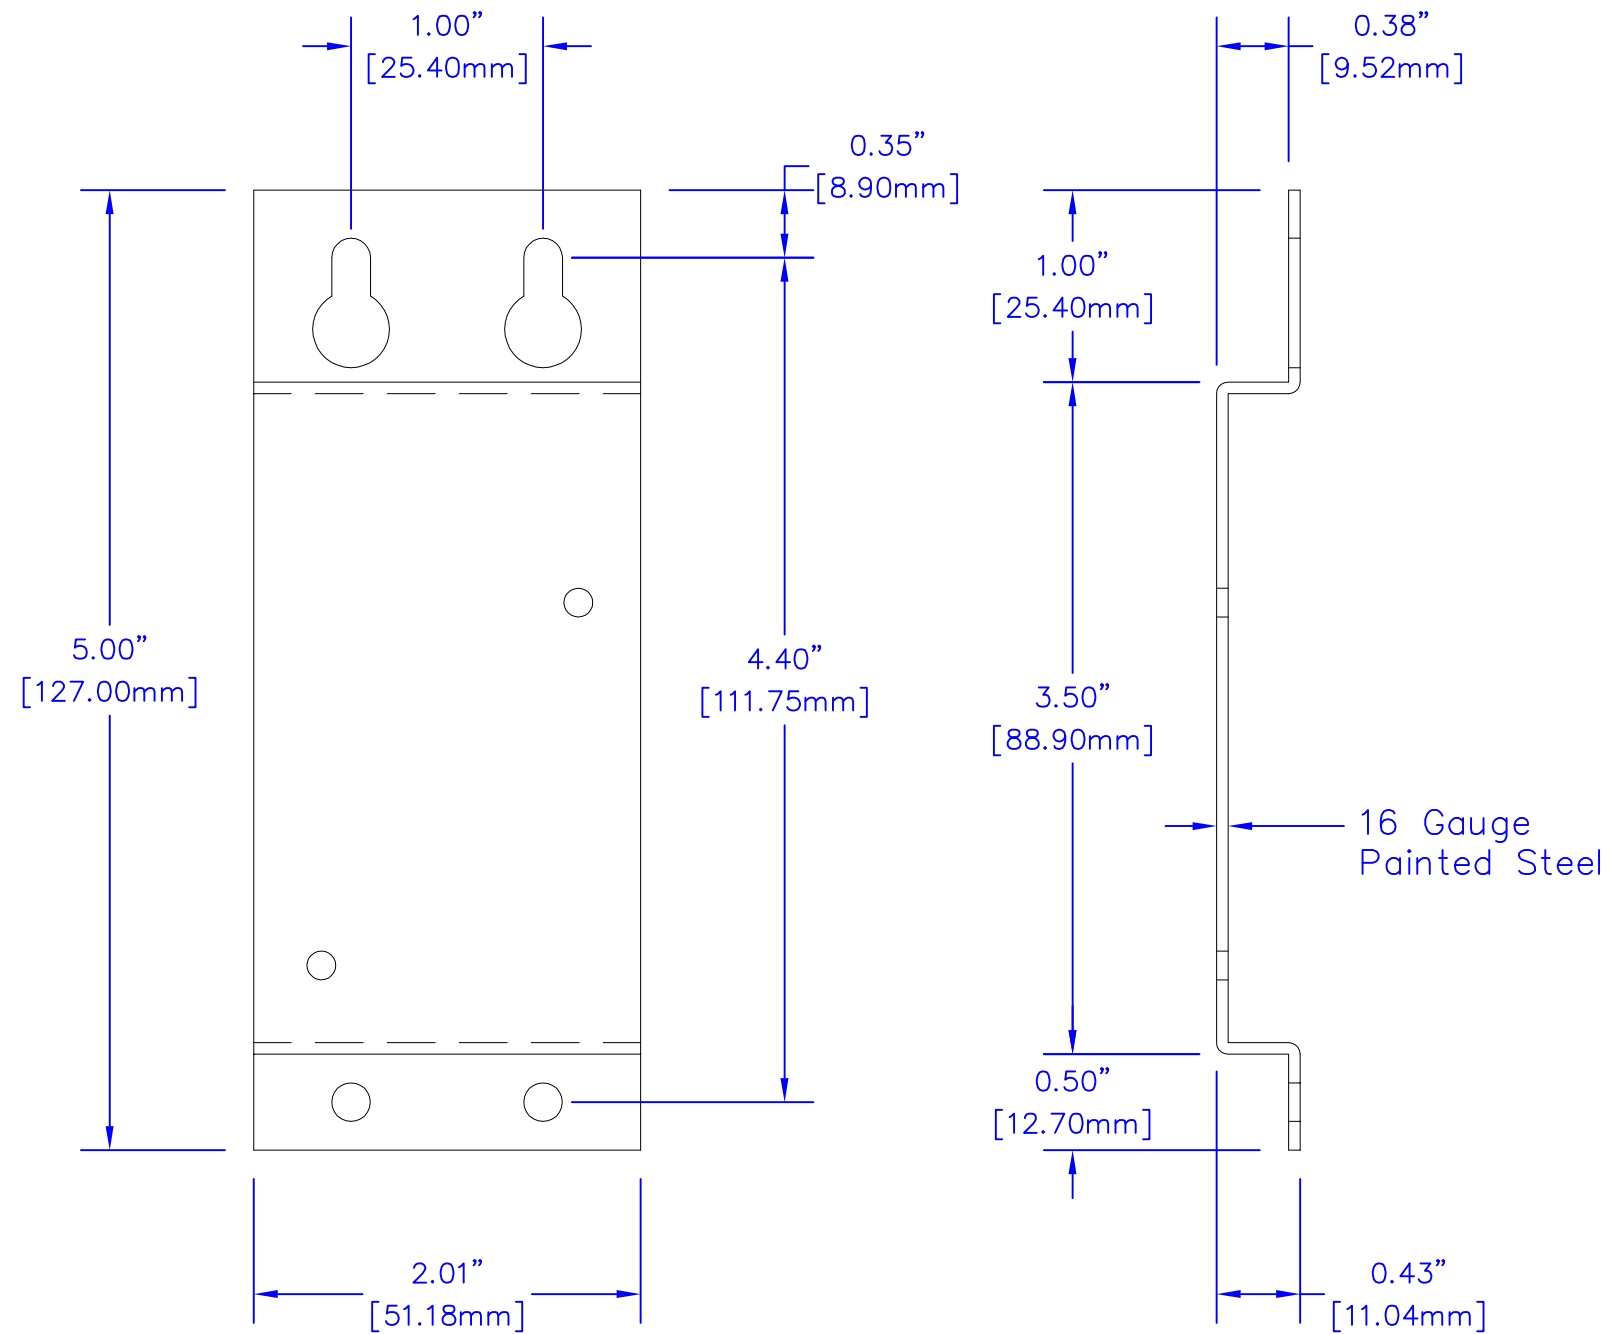 1.00”
[25.40mm]
0.38”
[9.52mm]
0.35”
[8.90mm]
1.00”
[25.40mm]
5.00”
[127.00mm]
4.40”
[111.75mm]
3.50”
[88.90mm]
16 Gauge
Painted Steel
0.50”
[12.70mm]
2.01”
[51.18mm]
0.43”
[11.04mm]